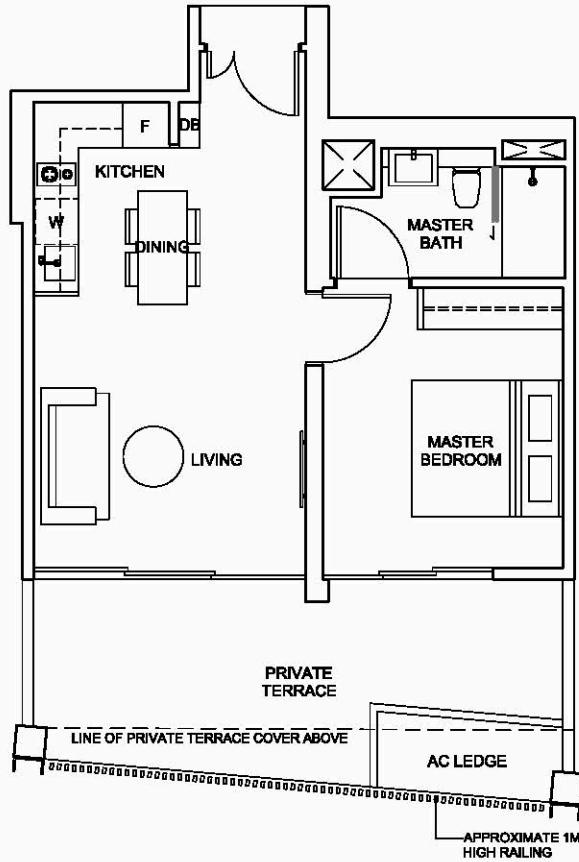 F
DB
KITCHEN
W
DINING
MASTER
BATH
LIVING
MASTER
BEDROOM
PRIVATE
TERRACE
LINE OF PRIVATE TERRACE COVER ABOVE
AC LEDGE
APPROXIMATE 1M
HIGH RAILING